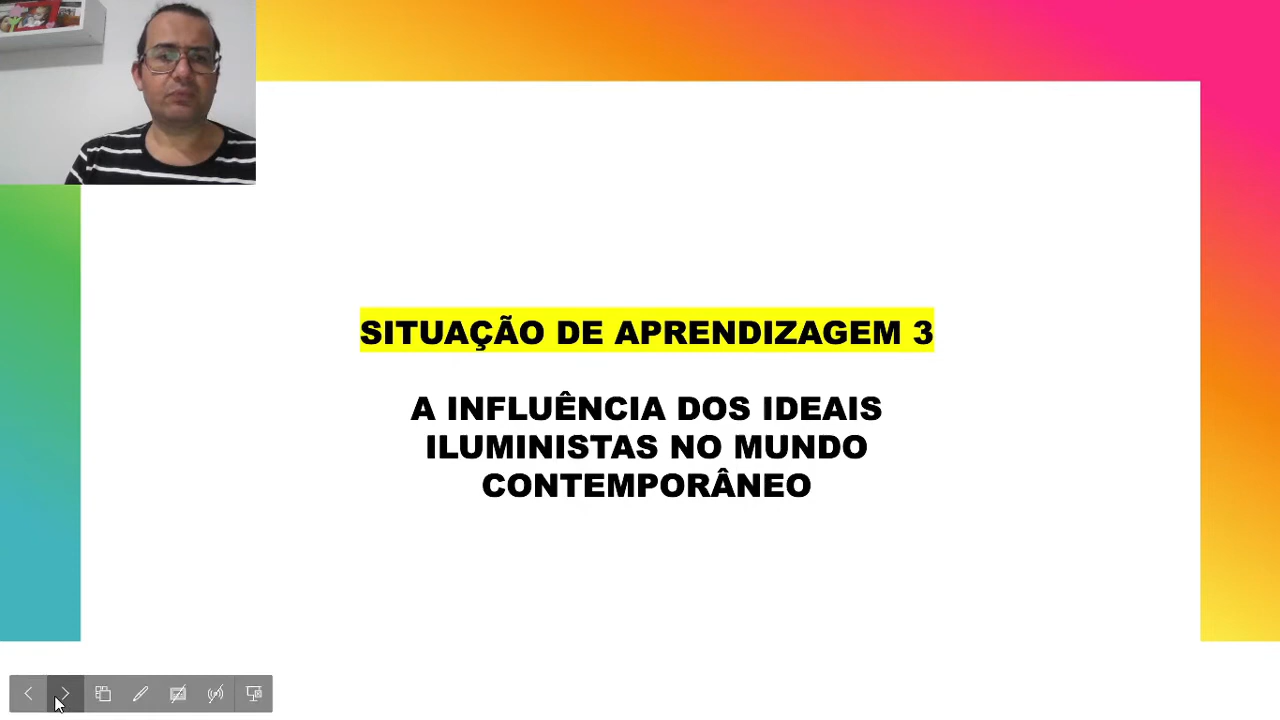 SITUAÇÃO DE APRENDIZAGEM 3
A INFLUÊNCIA DOS IDEAIS
ILUMINISTAS NO MUNDO
CONTEMPORÂNEO